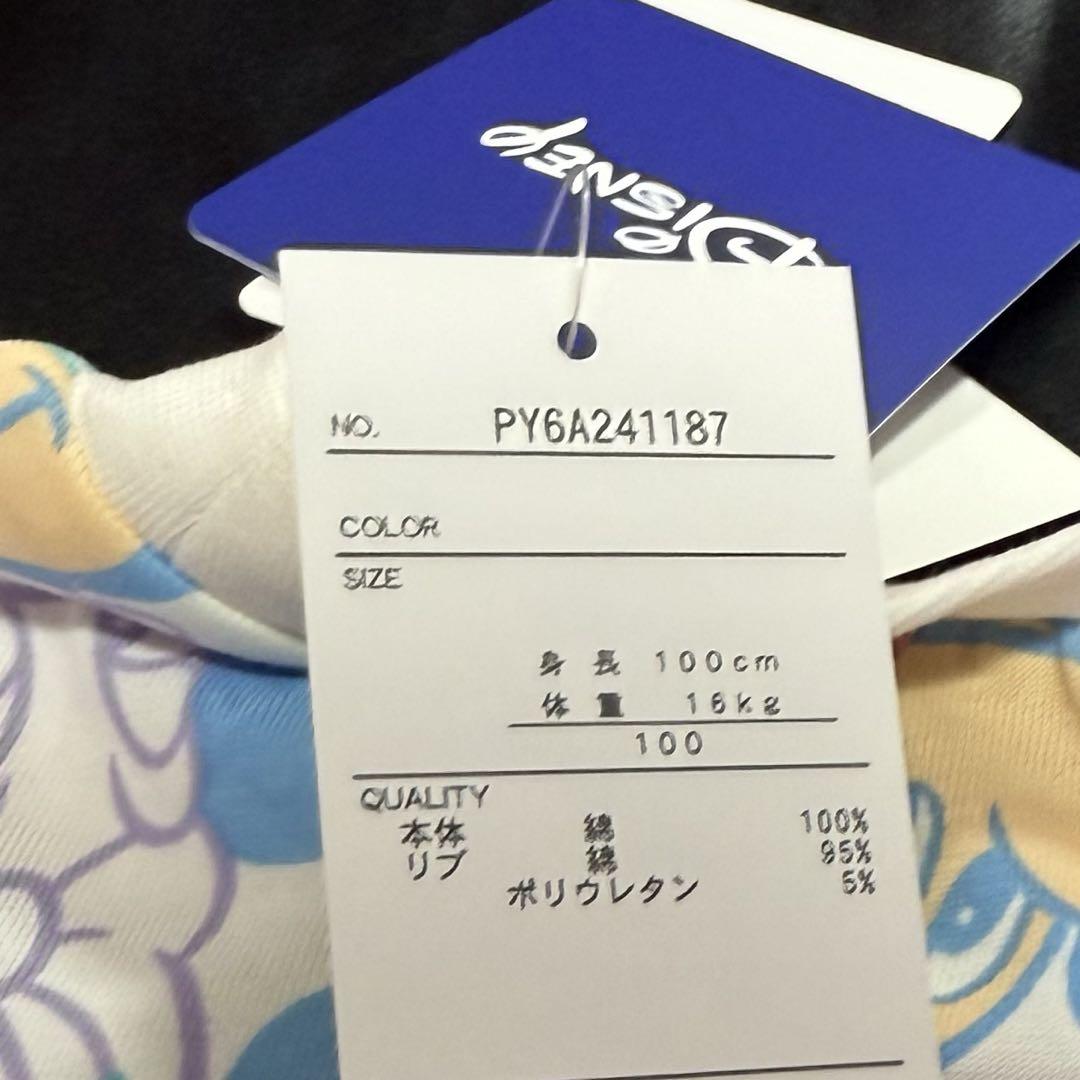 Disney
NO. PY6A241187
COLOR
SIZE
身長 100cm
体重 16kg
100
QUALITY
本体 綿 100%
リブ 綿 95%
ポリウレタン 5%